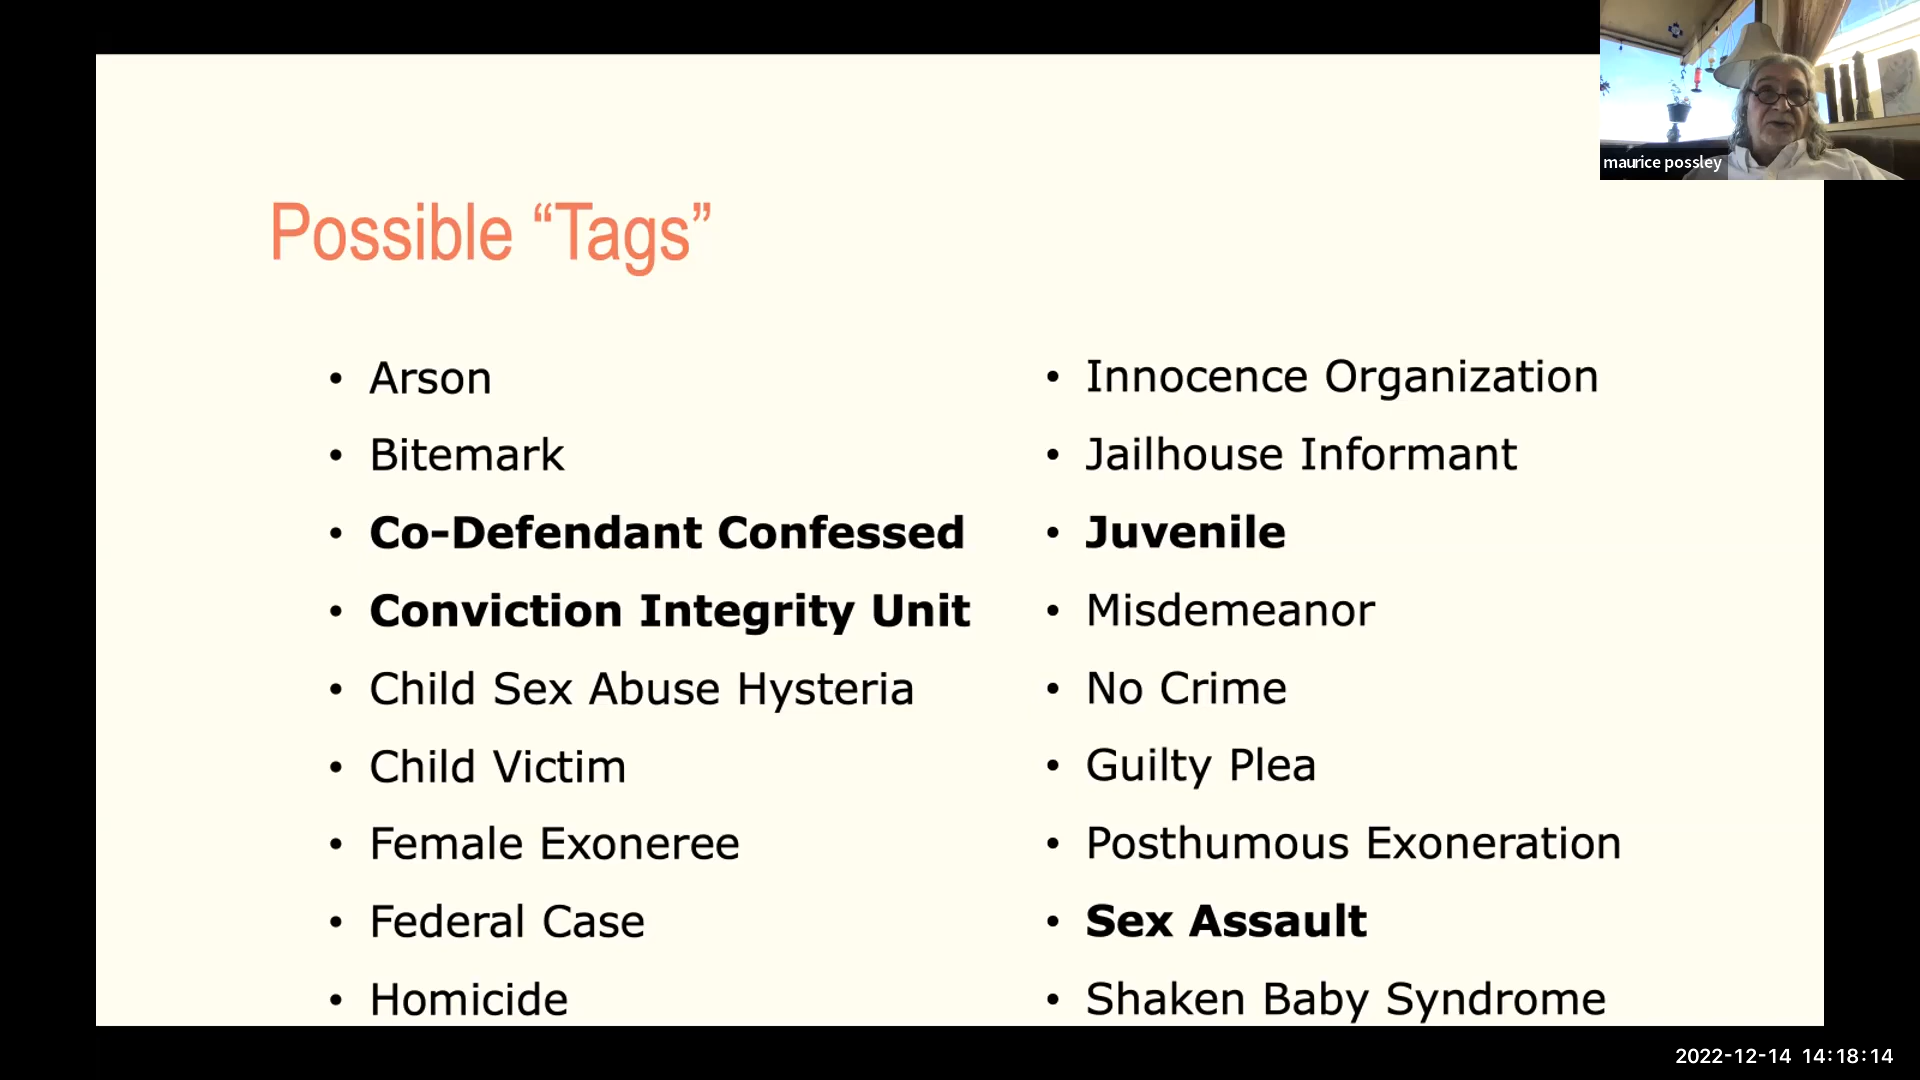 maurice possley
Possible “Tags”
• Arson
• Bitemark
• Co-Defendant Confessed
• Conviction Integrity Unit
• Child Sex Abuse Hysteria
• Child Victim
• Female Exoneree
• Federal Case
• Homicide
• Innocence Organization
• Jailhouse Informant
• Juvenile
• Misdemeanor
• No Crime
• Guilty Plea
• Posthumous Exoneration
• Sex Assault
• Shaken Baby Syndrome
2022-12-14 14:18:14